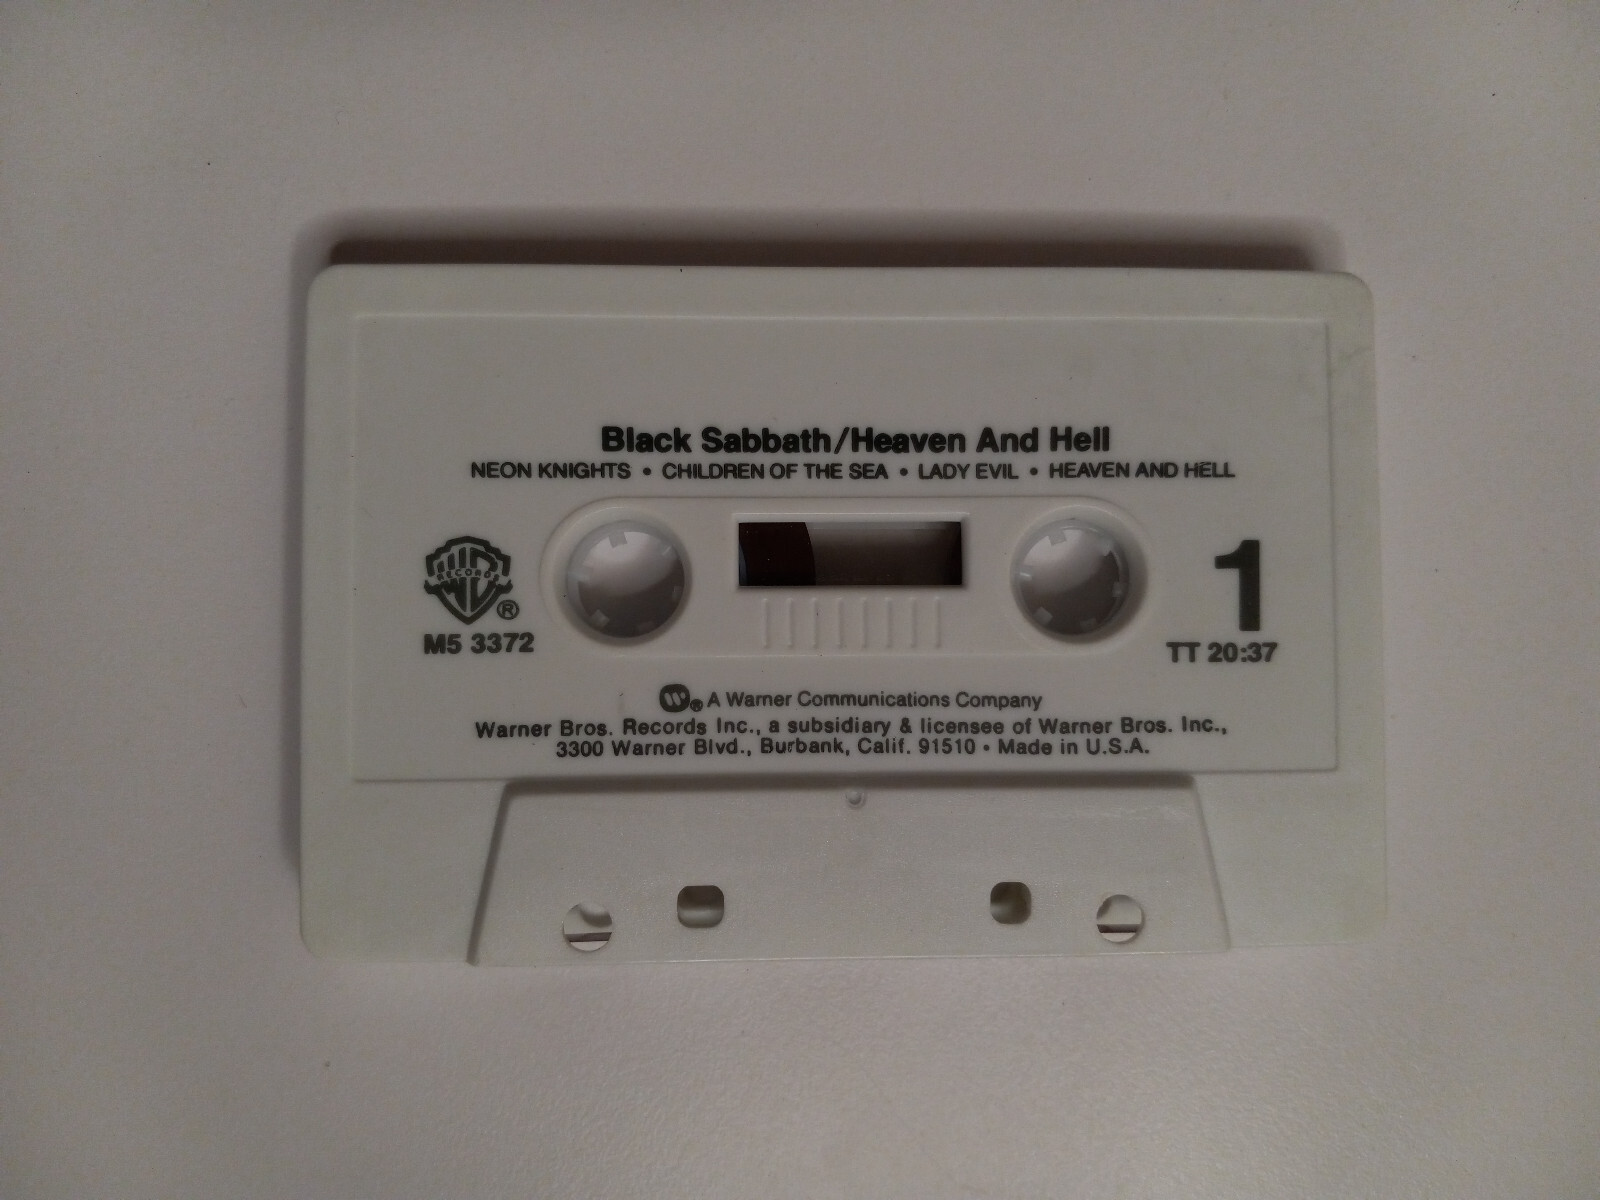 Black Sabbath/Heaven And Hell
NEON KNIGHTS • CHILDREN OF THE SEA • LADY EVIL • HEAVEN AND HELL
RECORDS
®
M5 3372
1
TT 20:37
W® A Warner Communications Company
Warner Bros. Records Inc., a subsidiary & licensee of Warner Bros. Inc.,
3300 Warner Blvd., Burbank, Calif. 91510 • Made in U.S.A.